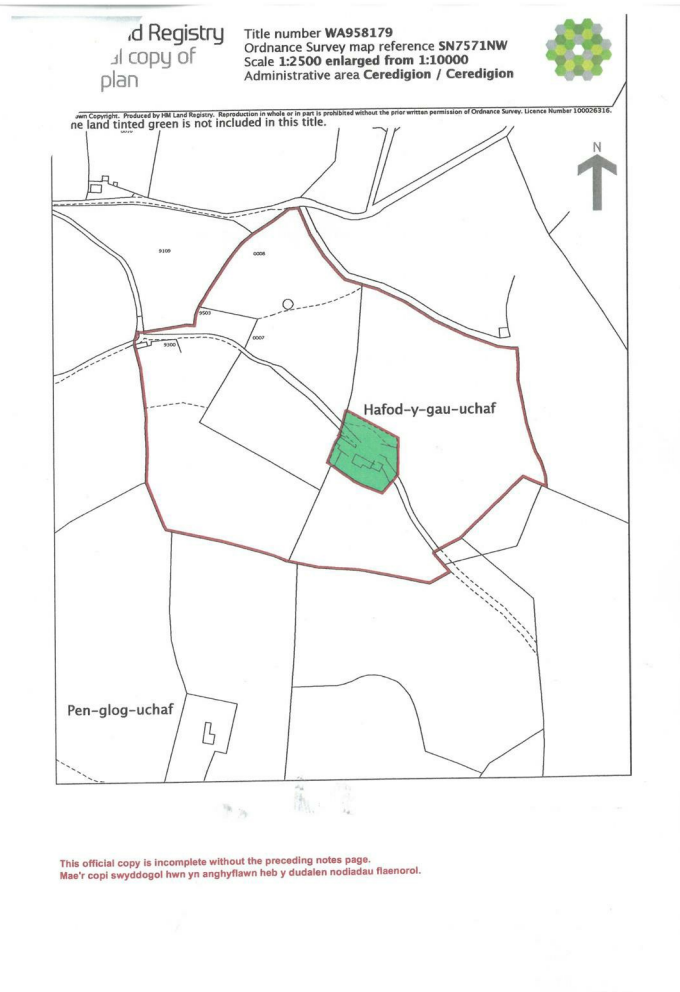 d Registry
al copy of
plan
Title number WA958179
Ordnance Survey map reference SN7571NW
Scale 1:2500 enlarged from 1:10000
Administrative area Ceredigion / Ceredigion
wn Copyright. Produced by HM Land Registry. Reproduction in whole or in part is prohibited without the prior written permission of Ordnance Survey. Licence Number 100026316.
ne land tinted green is not included in this title.
N
9109
0008
9503
0007
9300
Hafod-y-gau-uchaf
Pen-glog-uchaf
This official copy is incomplete without the preceding notes page.
Mae'r copi swyddogol hwn yn anghyflawn heb y dudalen nodiadau flaenorol.